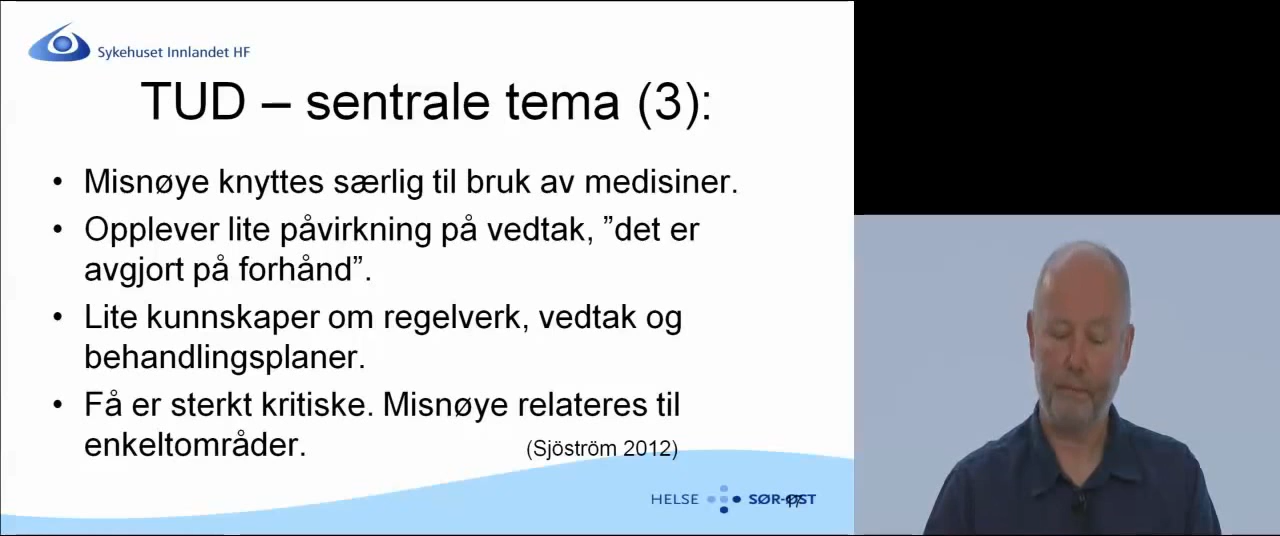 Sykehuset Innlandet HF
TUD – sentrale tema (3):
• Misnøye knyttes særlig til bruk av medisiner.
• Opplever lite påvirkning på vedtak, ”det er
avgjort på forhånd”.
• Lite kunnskaper om regelverk, vedtak og
behandlingsplaner.
• Få er sterkt kritiske. Misnøye relateres til
enkeltområder.
(Sjöström 2012)
HELSE SØR-ØST
17